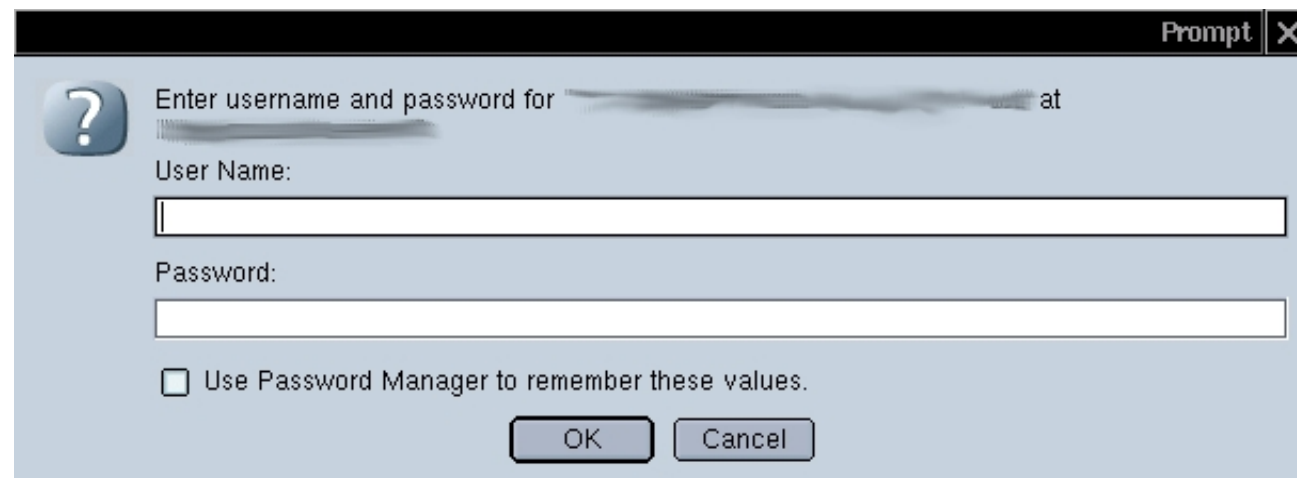 Prompt
Enter username and password for at
User Name:
Password:
Use Password Manager to remember these values.
OK Cancel